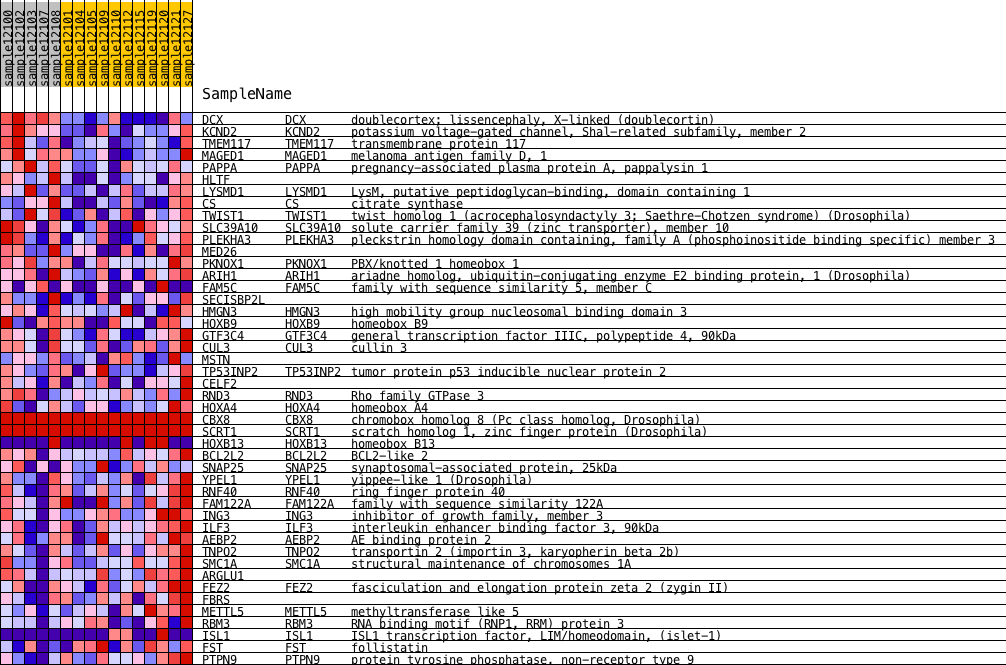 sample12100 sample12102 sample12103 sample12107 sample12108 sample12101 sample12104 sample12105 sample12109 sample12110 sample12112 sample12115 sample12119 sample12120 sample12121 sample12127
SampleName
DCX DCX doublecortex; lissencephaly, X-linked (doublecortin)
KCND2 KCND2 potassium voltage-gated channel, Shal-related subfamily, member 2
TMEM117 TMEM117 transmembrane protein 117
MAGED1 MAGED1 melanoma antigen family D, 1
PAPPA PAPPA pregnancy-associated plasma protein A, pappalysin 1
HLTF
LYSMD1 LYSMD1 LysM, putative peptidoglycan-binding, domain containing 1
CS CS citrate synthase
TWIST1 TWIST1 twist homolog 1 (acrocephalosyndactyly 3; Saethre-Chotzen syndrome) (Drosophila)
SLC39A10 SLC39A10 solute carrier family 39 (zinc transporter), member 10
PLEKHA3 PLEKHA3 pleckstrin homology domain containing, family A (phosphoinositide binding specific) member 3
MED26
PKNOX1 PKNOX1 PBX/knotted 1 homeobox 1
ARIH1 ARIH1 ariadne homolog, ubiquitin-conjugating enzyme E2 binding protein, 1 (Drosophila)
FAM5C FAM5C family with sequence similarity 5, member C
SECISBP2L
HMGN3 HMGN3 high mobility group nucleosomal binding domain 3
HOXB9 HOXB9 homeobox B9
GTF3C4 GTF3C4 general transcription factor IIIC, polypeptide 4, 90kDa
CUL3 CUL3 cullin 3
MSTN
TP53INP2 TP53INP2 tumor protein p53 inducible nuclear protein 2
CELF2
RND3 RND3 Rho family GTPase 3
HOXA4 HOXA4 homeobox A4
CBX8 CBX8 chromobox homolog 8 (Pc class homolog, Drosophila)
SCRT1 SCRT1 scratch homolog 1, zinc finger protein (Drosophila)
HOXB13 HOXB13 homeobox B13
BCL2L2 BCL2L2 BCL2-like 2
SNAP25 SNAP25 synaptosomal-associated protein, 25kDa
YPEL1 YPEL1 yippee-like 1 (Drosophila)
RNF40 RNF40 ring finger protein 40
FAM122A FAM122A family with sequence similarity 122A
ING3 ING3 inhibitor of growth family, member 3
ILF3 ILF3 interleukin enhancer binding factor 3, 90kDa
AEBP2 AEBP2 AE binding protein 2
TNPO2 TNPO2 transportin 2 (importin 3, karyopherin beta 2b)
SMC1A SMC1A structural maintenance of chromosomes 1A
ARGLU1
FEZ2 FEZ2 fasciculation and elongation protein zeta 2 (zygin II)
FBRS
METTL5 METTL5 methyltransferase like 5
RBM3 RBM3 RNA binding motif (RNP1, RRM) protein 3
ISL1 ISL1 ISL1 transcription factor, LIM/homeodomain, (islet-1)
FST FST follistatin
PTPN9 PTPN9 protein tyrosine phosphatase, non-receptor type 9